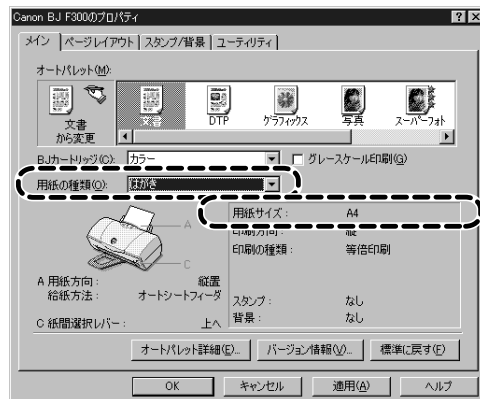 Canon BJ F300のプロパティ
メイン ページレイアウト スタンプ/背景 ユーティリティ
オートパレット(M):
文書
から変更
文書 DTP グラフィックス 写真 スーパーフォト
BJカートリッジ(C): カラー グレースケール印刷(G)
用紙の種類(O): はがき
用紙サイズ: A4
印刷方向: 縦
印刷の種類: 等倍印刷
A
C
A 用紙方向: 縦置
給紙方法: オートシートフィーダ
スタンプ: なし
C 紙間選択レバー: 上へ
背景: なし
オートパレット詳細(E)... バージョン情報(V)... 標準に戻す(F)
OK キャンセル 適用(A) ヘルプ